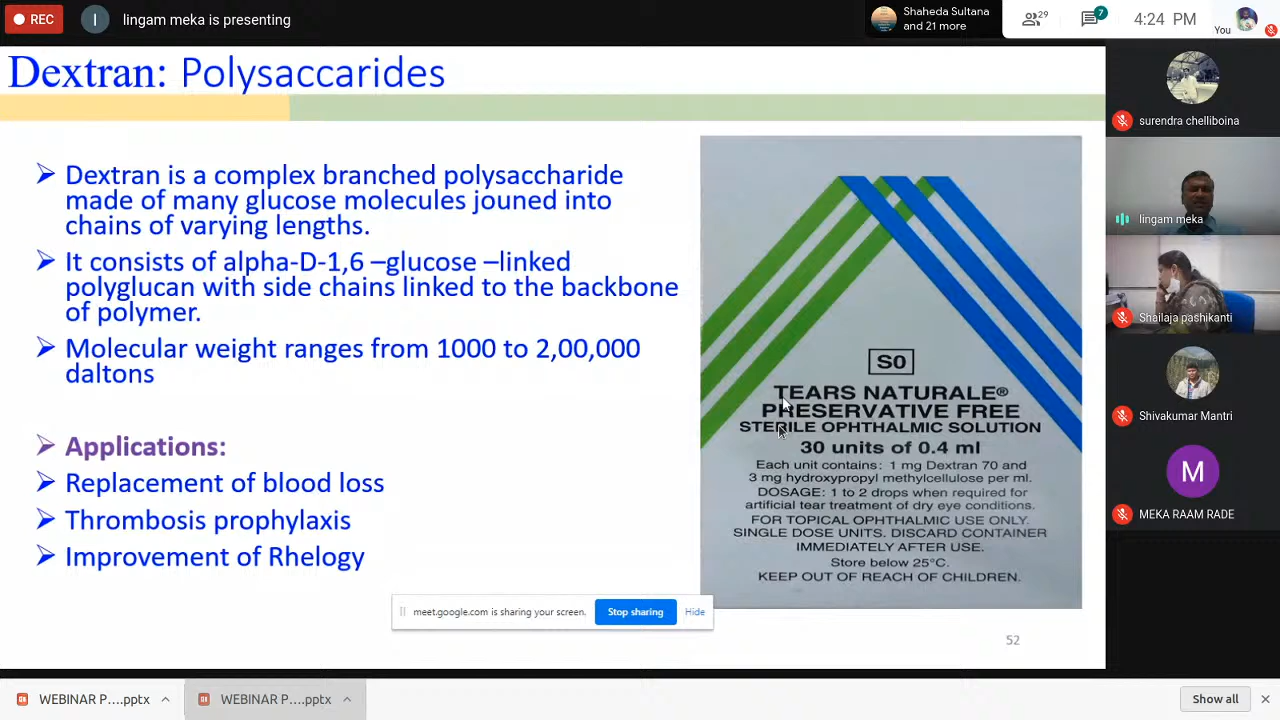 REC
I
lingam meka is presenting
Shaheda Sultana
and 21 more
29
7
4:24 PM
You
Dextran: Polysaccarides
Dextran is a complex branched polysaccharide
made of many glucose molecules jouned into
chains of varying lengths.
It consists of alpha-D-1,6 –glucose –linked
polyglucan with side chains linked to the backbone
of polymer.
Molecular weight ranges from 1000 to 2,00,000
daltons
Applications:
Replacement of blood loss
Thrombosis prophylaxis
Improvement of Rhelogy
S0
TEARS NATURALE®
PRESERVATIVE FREE
STERILE OPHTHALMIC SOLUTION
30 units of 0.4 ml
Each unit contains: 1 mg Dextran 70 and
3 mg hydroxypropyl methylcellulose per ml.
DOSAGE: 1 to 2 drops when required for
artificial tear treatment of dry eye conditions.
FOR TOPICAL OPHTHALMIC USE ONLY.
SINGLE DOSE UNITS. DISCARD CONTAINER
IMMEDIATELY AFTER USE.
Store below 25°C.
KEEP OUT OF REACH OF CHILDREN.
meet.google.com is sharing your screen.
Stop sharing
Hide
52
surendra chelliboina
lingam meka
Shailaja pashikanti
Shivakumar Mantri
M
MEKA RAAM RADE
WEBINAR P....pptx
WEBINAR P....pptx
Show all